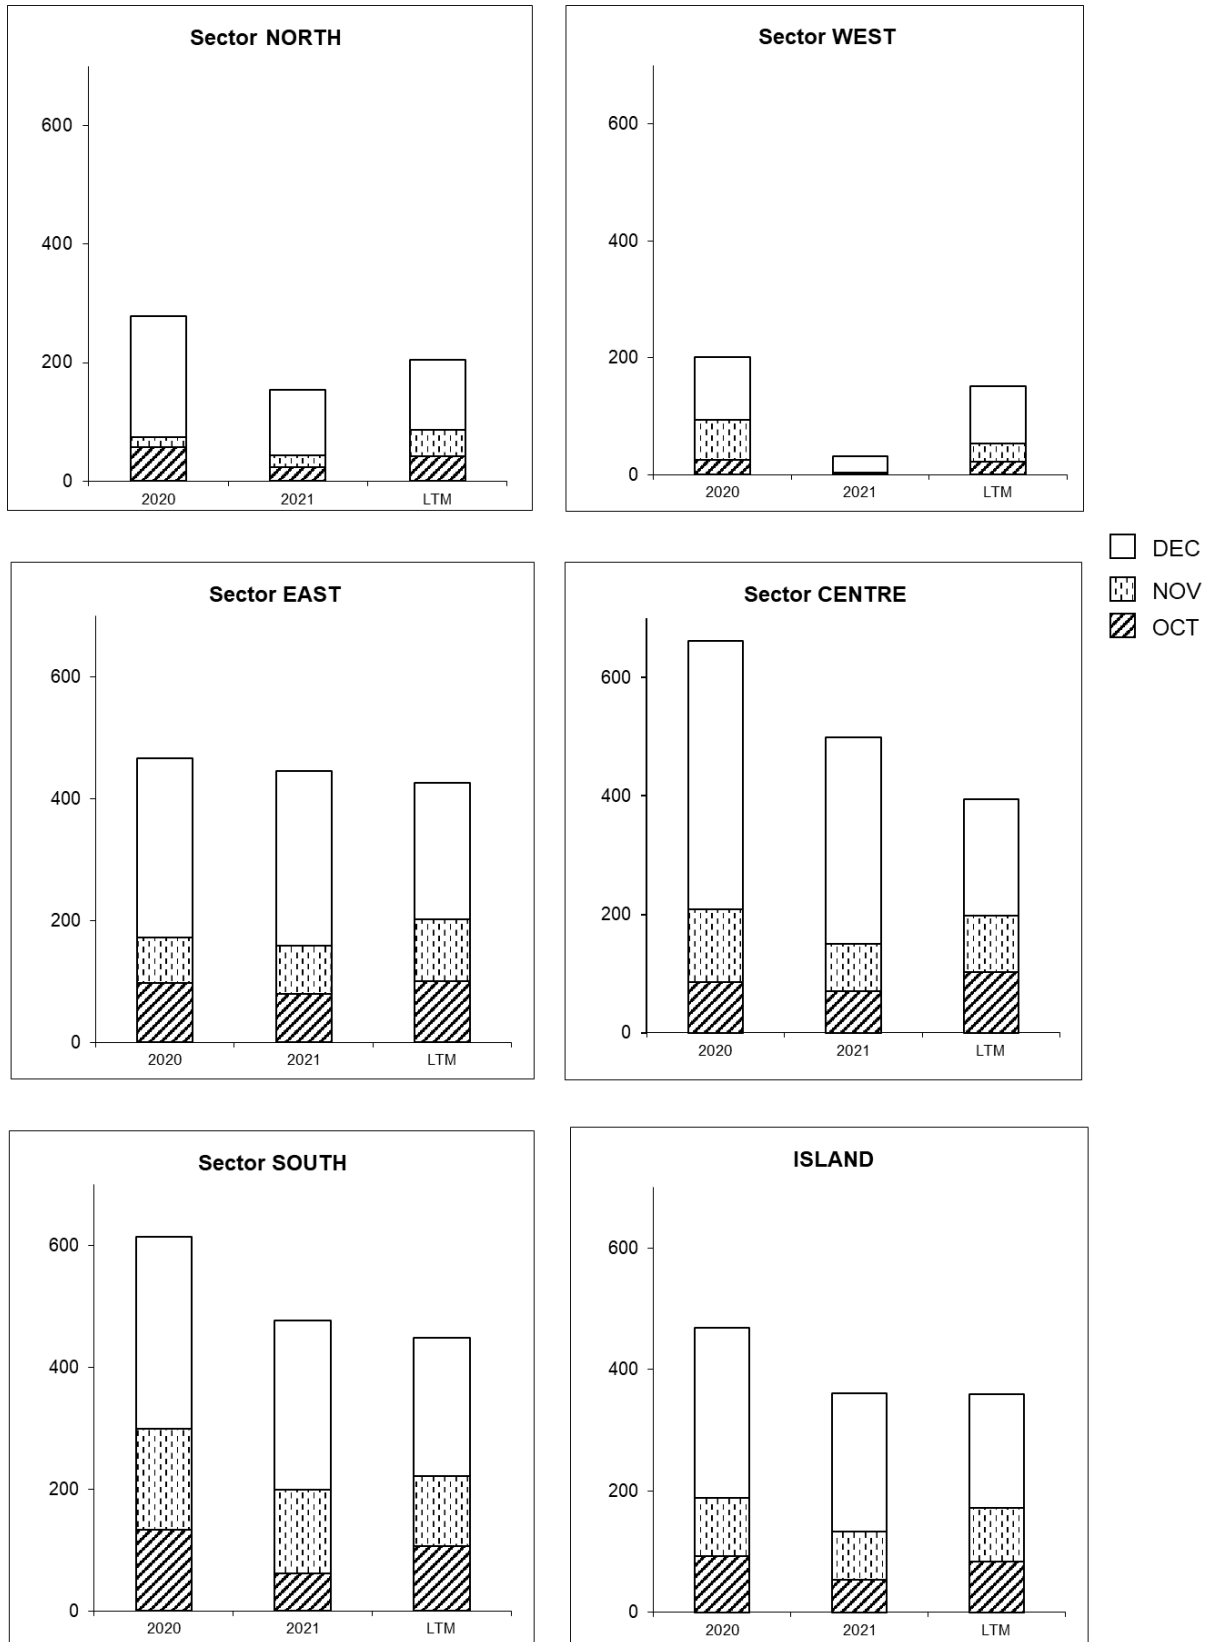 Sector NORTH
600
400
200
0
2020 2021 LTM
Sector WEST
600
400
200
0
2020 2021 LTM
DEC
NOV
OCT
Sector EAST
600
400
200
0
2020 2021 LTM
Sector CENTRE
600
400
200
0
2020 2021 LTM
Sector SOUTH
600
400
200
0
2020 2021 LTM
ISLAND
600
400
200
0
2020 2021 LTM